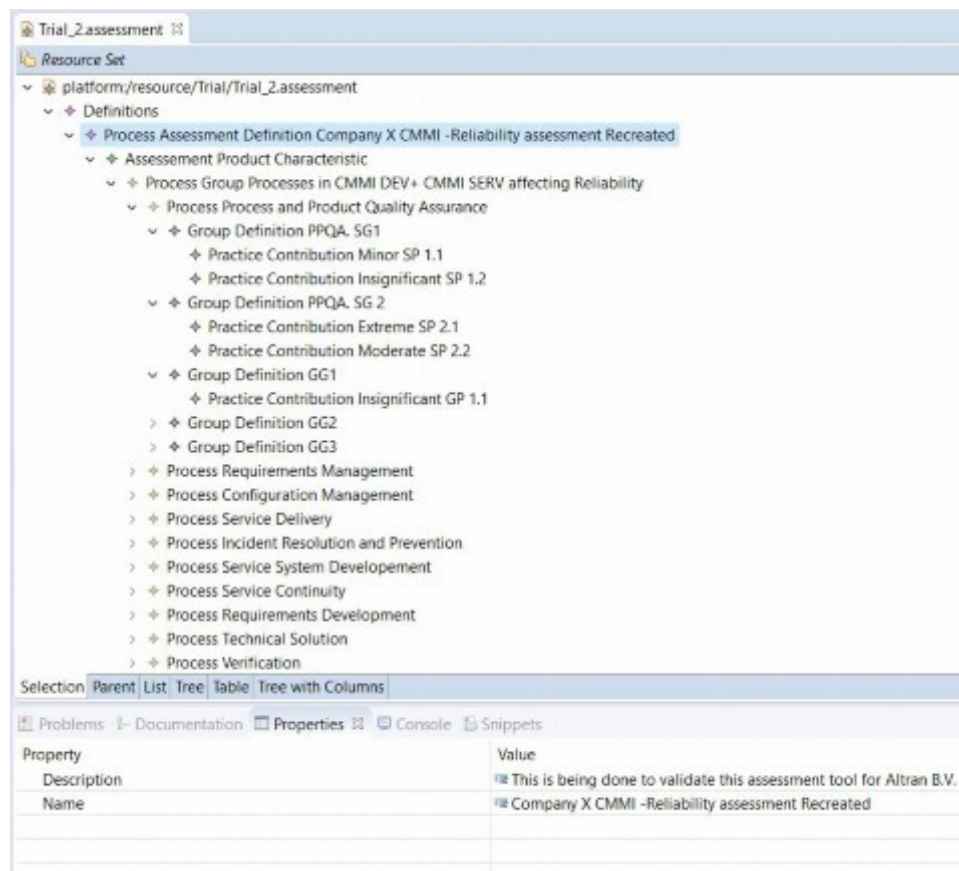 Trial_2.assessment
Resource Set
platform:/resource/Trial/Trial_2.assessment
Definitions
Process Assessment Definition Company X CMMI -Reliability assessment Recreated
Assessement Product Characteristic
Process Group Processes in CMMI DEV+ CMMI SERV affecting Reliability
Process Process and Product Quality Assurance
Group Definition PPQA. SG1
Practice Contribution Minor SP 1.1
Practice Contribution Insignificant SP 1.2
Group Definition PPQA. SG 2
Practice Contribution Extreme SP 2.1
Practice Contribution Moderate SP 2.2
Group Definition GG1
Practice Contribution Insignificant GP 1.1
Group Definition GG2
Group Definition GG3
Process Requirements Management
Process Configuration Management
Process Service Delivery
Process Incident Resolution and Prevention
Process Service System Developement
Process Service Continuity
Process Requirements Development
Process Technical Solution
Process Verification
Selection Parent List Tree Table Tree with Columns
Problems Documentation Properties Console Snippets
Property Value
Description This is being done to validate this assessment tool for Altran B.V.
Name Company X CMMI -Reliability assessment Recreated